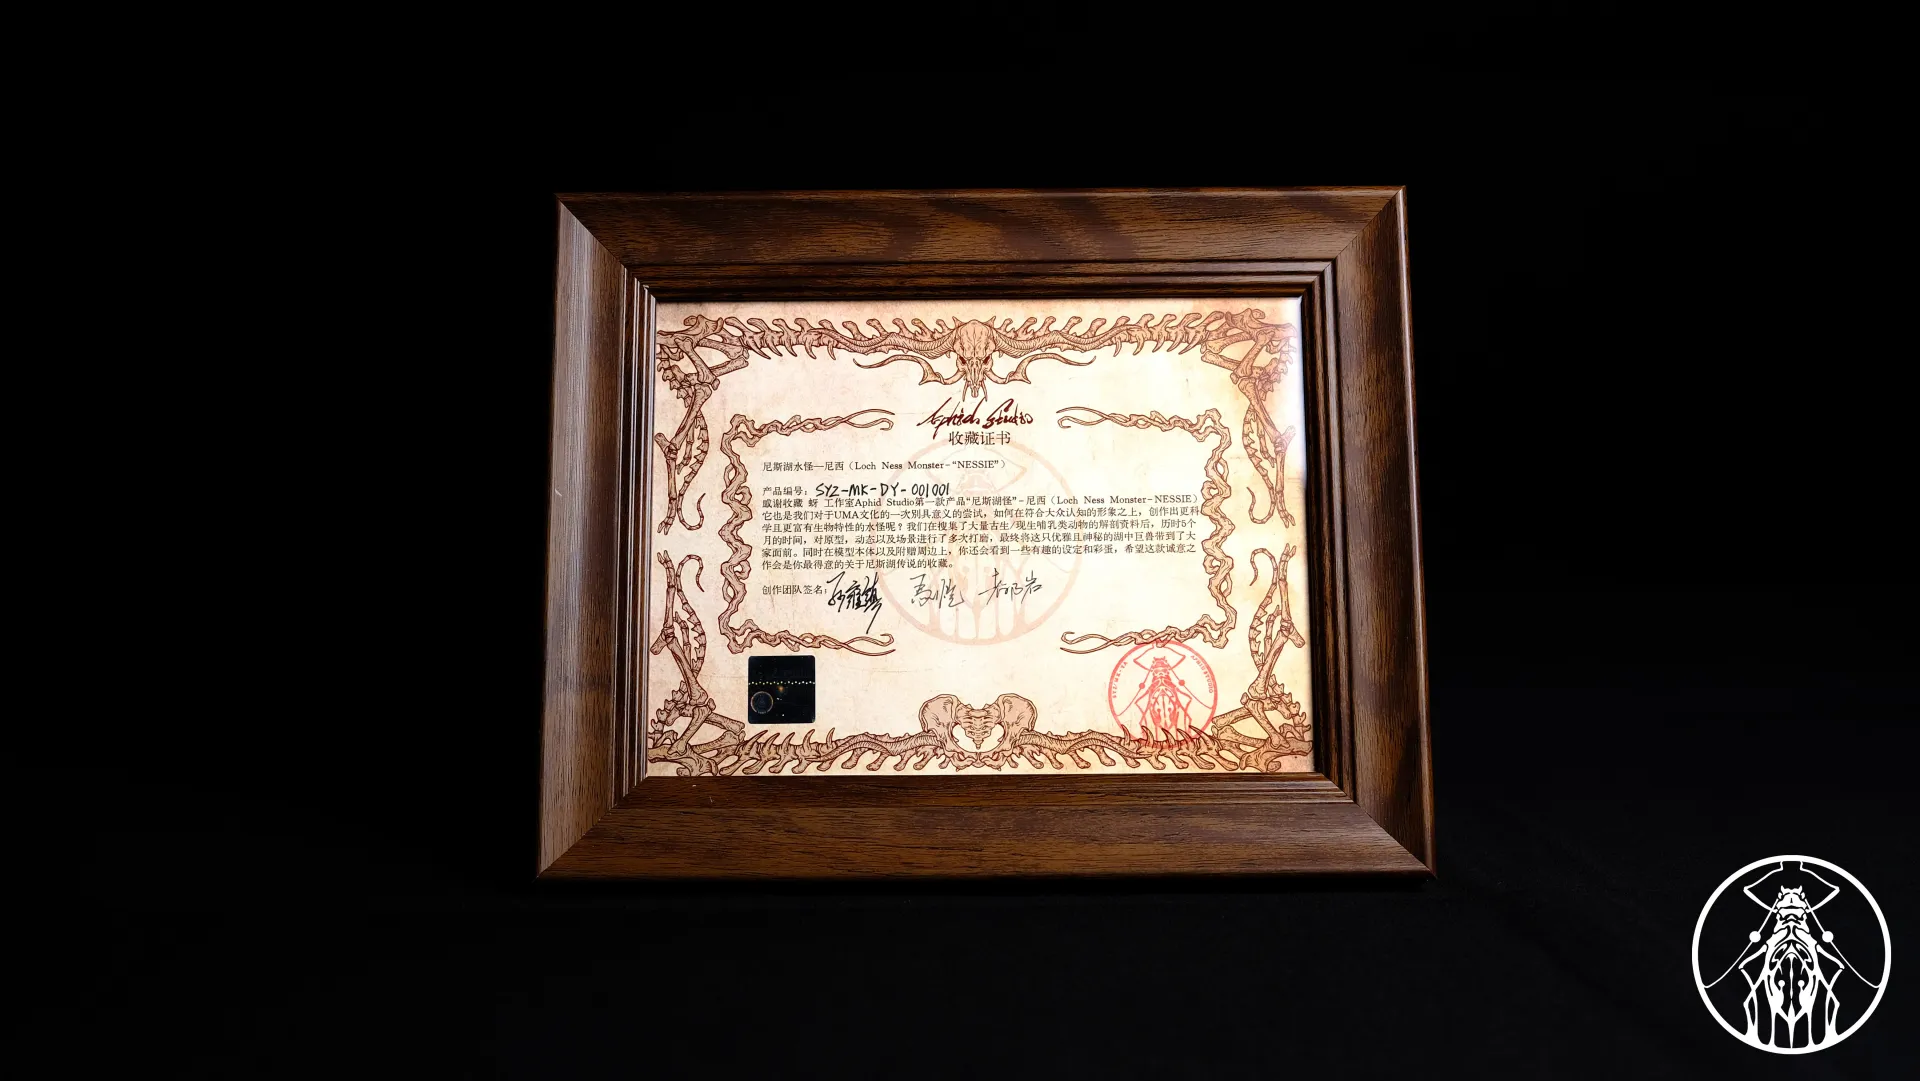 Aphid Studio
收藏证书
尼斯湖水怪—尼西（Loch Ness Monster-“NESSIE”）
产品编号：SYZ-MK-DY-001001
感谢收藏 蚜 工作室Aphid Studio第一款产品“尼斯湖怪”-尼西（Loch Ness Monster-NESSIE）
它也是我们对于UMA文化的一次别具意义的尝试，如何在符合大众认知的形象之上，创作出更科
学且更富有生物特性的水怪呢？我们在搜集了大量古生/现生哺乳类动物的解剖资料后，历时5个
月的时间，对原型，动态以及场景进行了多次打磨，最终将这只优雅且神秘的湖中巨兽带到了大
家面前。同时在模型本体以及附赠周边上，你还会看到一些有趣的设定和彩蛋，希望这款诚意之
作会是你最得意的关于尼斯湖传说的收藏。
创作团队签名：
APHID STUDIO